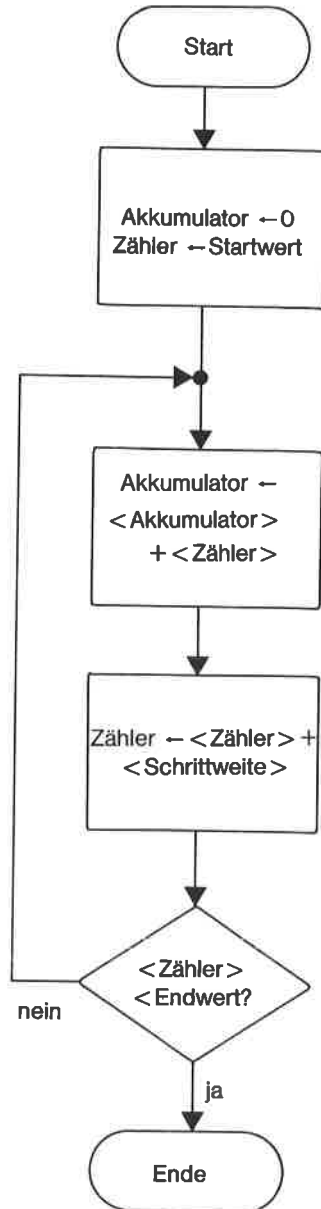 Start
Akkumulator ←0
Zähler ←Startwert
Akkumulator ←
<Akkumulator>
+ <Zähler>
Zähler ← <Zähler> +
<Schrittweite>
<Zähler>
<Endwert?
nein
ja
Ende